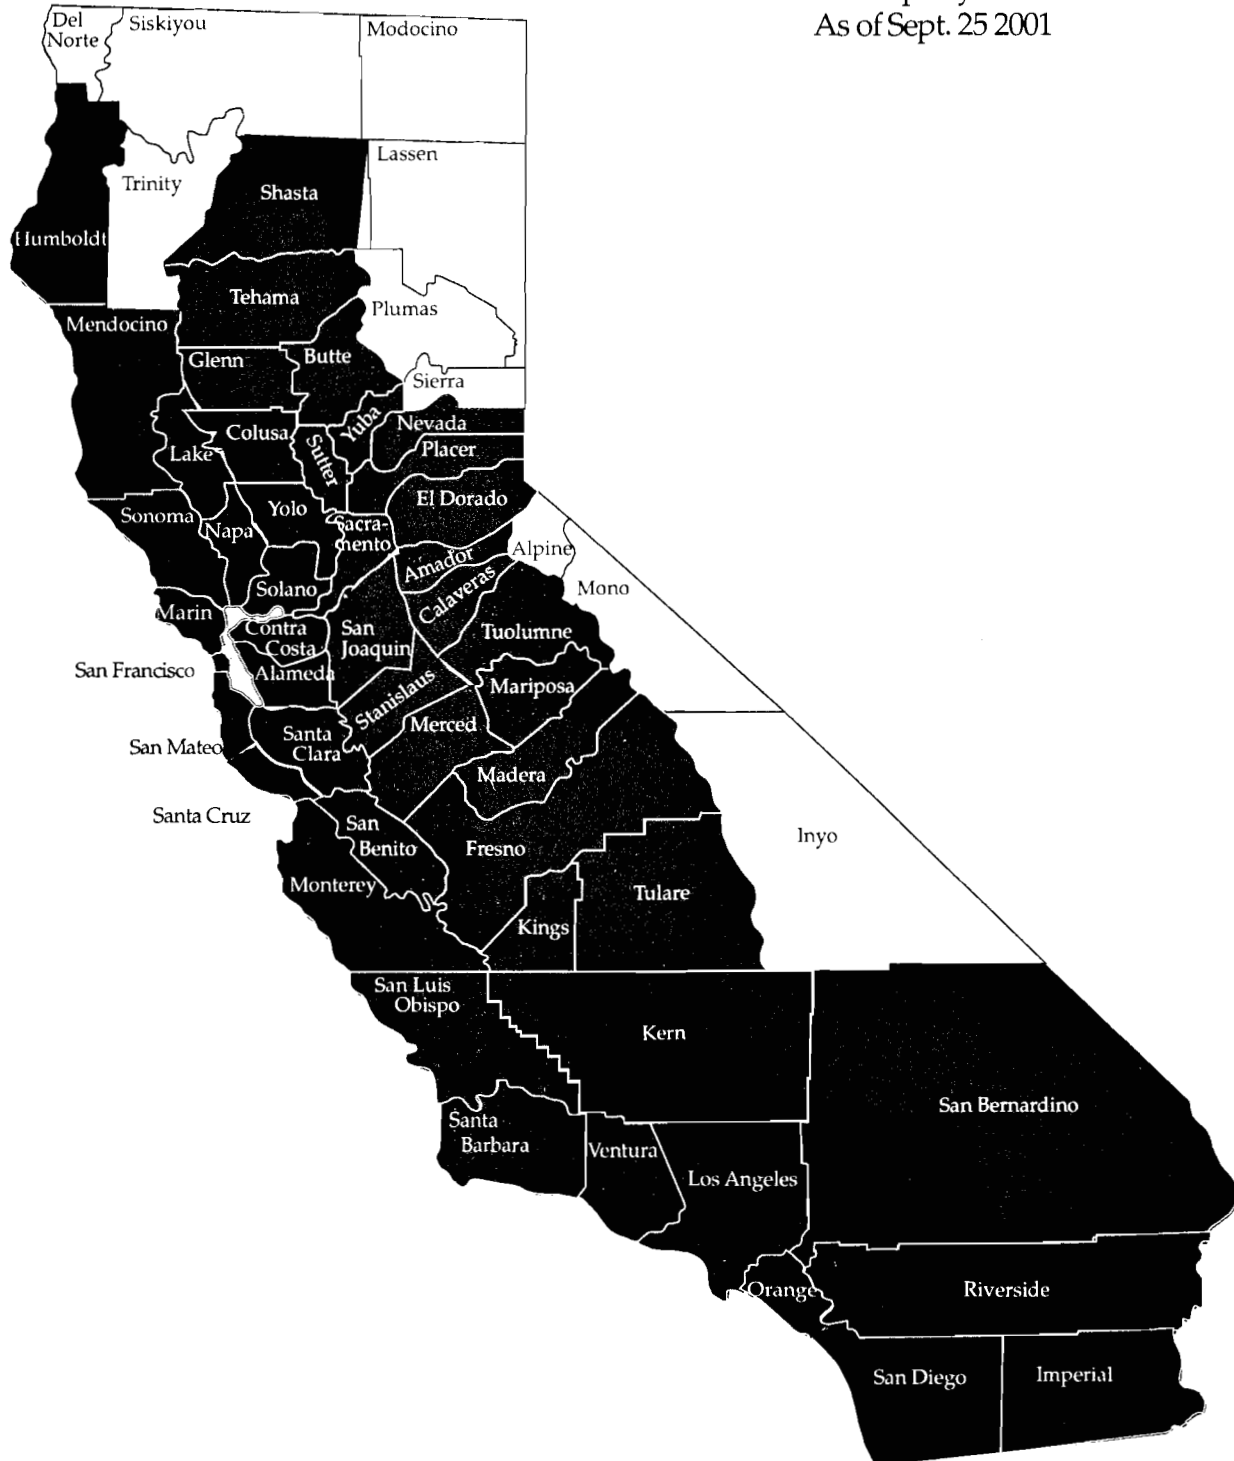 As of Sept. 25 2001
Del
Norte
Siskiyou
Modocino
Lassen
Trinity
Shasta
Humboldt
Tehama
Plumas
Mendocino
Glenn
Butte
Sierra
Yuba
Nevada
Colusa
Sutter
Placer
Lake
El Dorado
Yolo
Sonoma
Napa
Sacra-
mento
Amador
Alpine
Solano
Calaveras
Mono
Marin
Contra
Costa
San
Joaquin
Tuolumne
San Francisco
Alameda
Stanislaus
Mariposa
Merced
San Mateo
Santa
Clara
Madera
Santa Cruz
San
Benito
Fresno
Inyo
Monterey
Tulare
Kings
San Luis
Obispo
Kern
San Bernardino
Santa
Barbara
Ventura
Los Angeles
Orange
Riverside
San Diego
Imperial